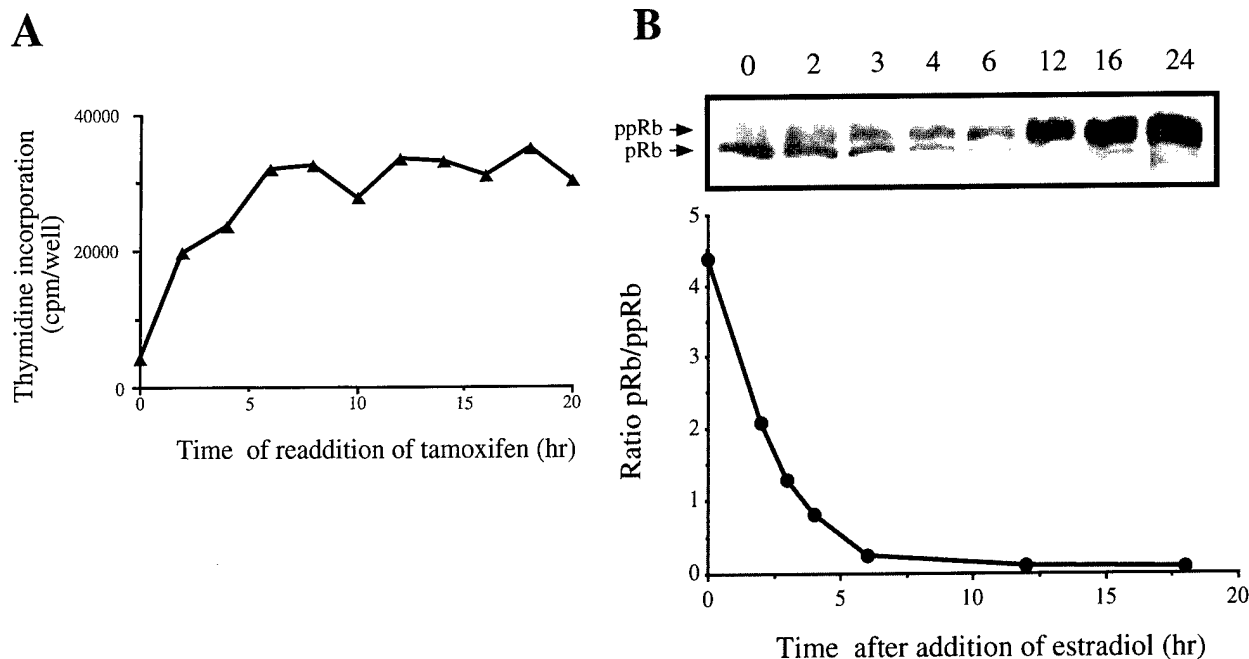 A
40000
20000
0
0 5 10 15 20
Thymidine incorporation
(cpm/well)
Time of readdition of tamoxifen (hr)
B
0 2 3 4 6 12 16 24
ppRb
pRb
5
4
3
2
1
0
0 5 10 15 20
Ratio pRb/ppRb
Time after addition of estradiol (hr)